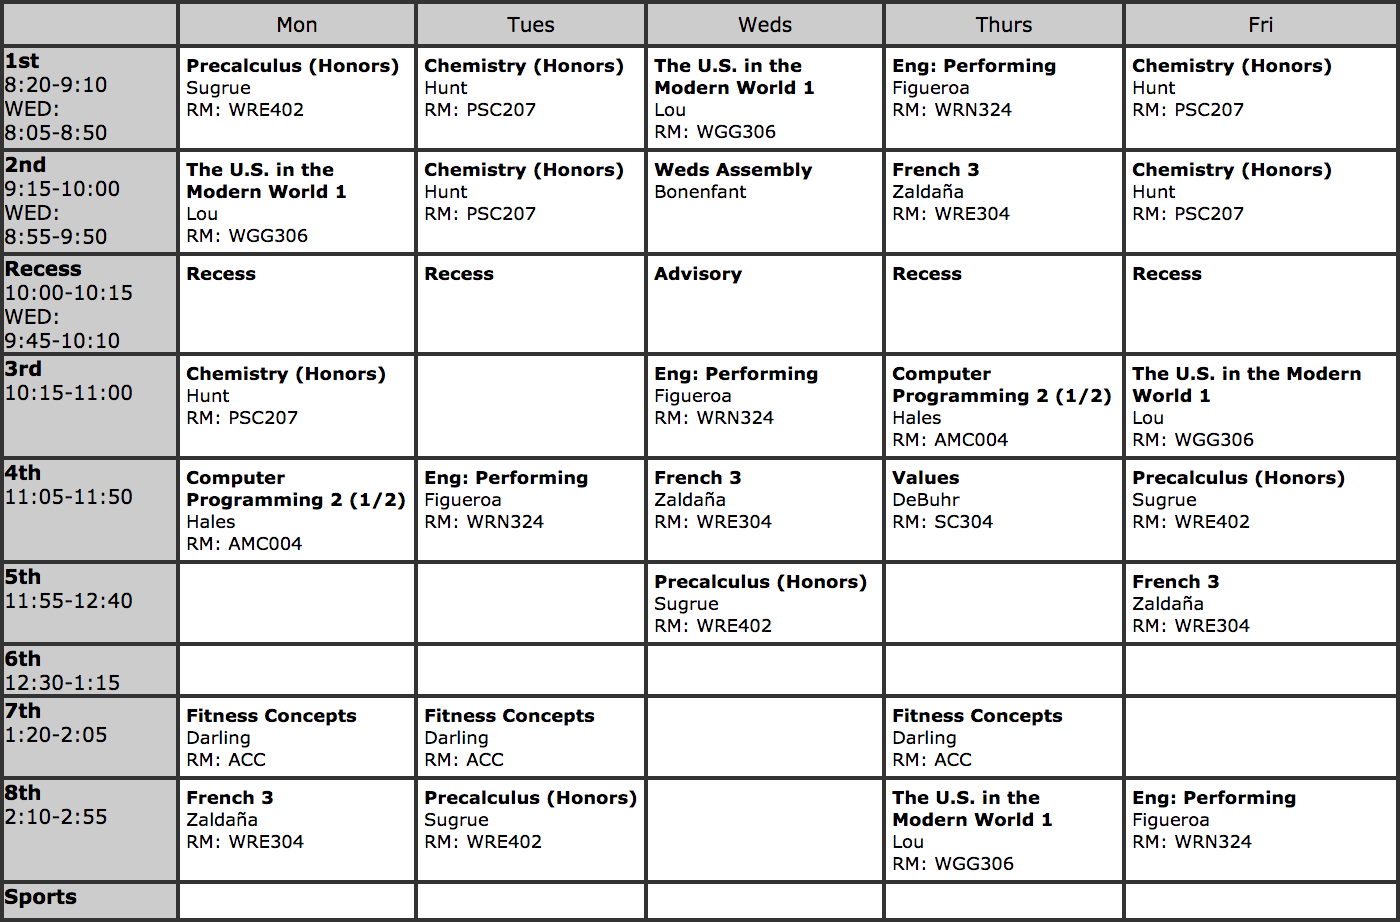 Mon Tues Weds Thurs Fri
1st
8:20-9:10
WED:
8:05-8:50
Precalculus (Honors)
Sugrue
RM: WRE402
Chemistry (Honors)
Hunt
RM: PSC207
The U.S. in the
Modern World 1
Lou
RM: WGG306
Eng: Performing
Figueroa
RM: WRN324
Chemistry (Honors)
Hunt
RM: PSC207
2nd
9:15-10:00
WED:
8:55-9:50
The U.S. in the
Modern World 1
Lou
RM: WGG306
Chemistry (Honors)
Hunt
RM: PSC207
Weds Assembly
Bonenfant
French 3
Zaldaña
RM: WRE304
Chemistry (Honors)
Hunt
RM: PSC207
Recess
10:00-10:15
WED:
9:45-10:10
Recess
Recess
Advisory
Recess
Recess
3rd
10:15-11:00
Chemistry (Honors)
Hunt
RM: PSC207
Eng: Performing
Figueroa
RM: WRN324
Computer
Programming 2 (1/2)
Hales
RM: AMC004
The U.S. in the Modern
World 1
Lou
RM: WGG306
4th
11:05-11:50
Computer
Programming 2 (1/2)
Hales
RM: AMC004
Eng: Performing
Figueroa
RM: WRN324
French 3
Zaldaña
RM: WRE304
Values
DeBuhr
RM: SC304
Precalculus (Honors)
Sugrue
RM: WRE402
5th
11:55-12:40
Precalculus (Honors)
Sugrue
RM: WRE402
French 3
Zaldaña
RM: WRE304
6th
12:30-1:15
7th
1:20-2:05
Fitness Concepts
Darling
RM: ACC
Fitness Concepts
Darling
RM: ACC
Fitness Concepts
Darling
RM: ACC
8th
2:10-2:55
French 3
Zaldaña
RM: WRE304
Precalculus (Honors)
Sugrue
RM: WRE402
The U.S. in the
Modern World 1
Lou
RM: WGG306
Eng: Performing
Figueroa
RM: WRN324
Sports